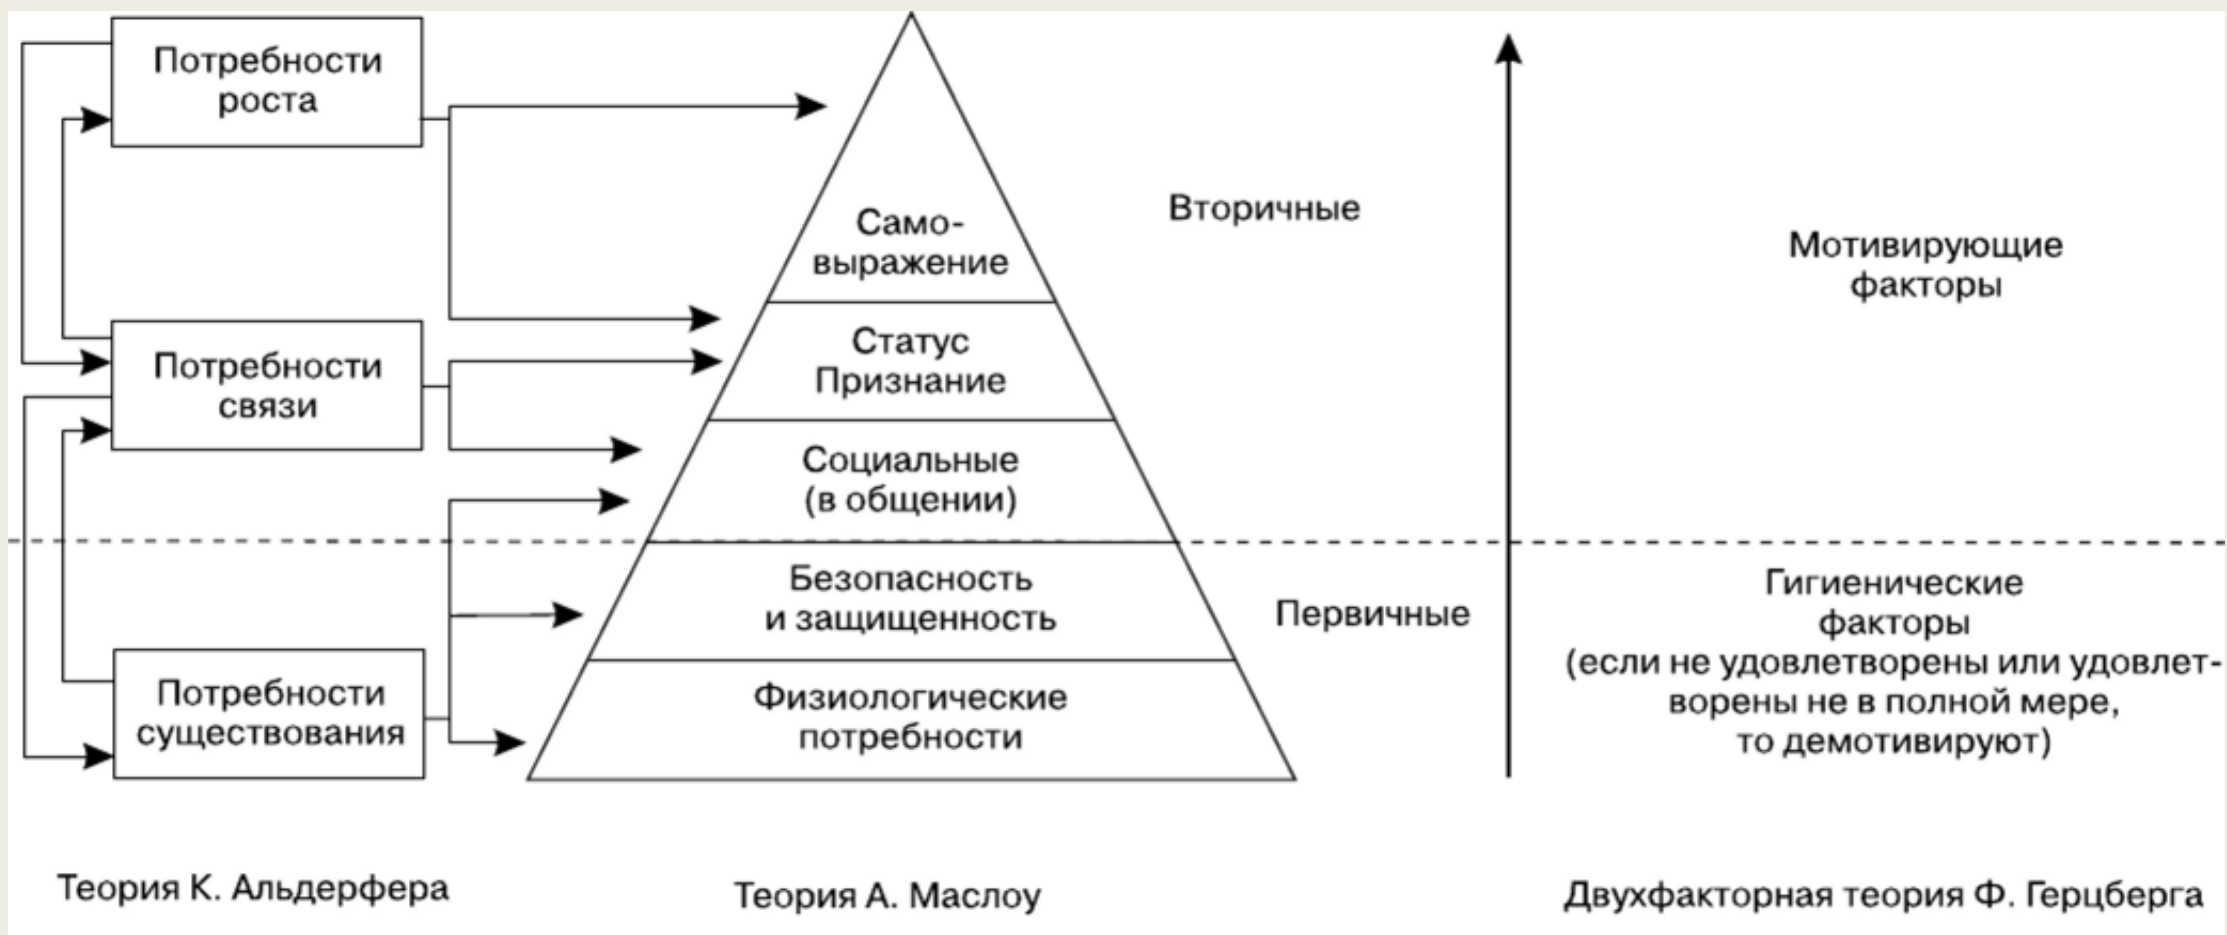 Потребности
роста
Потребности
связи
Потребности
существования
Само-
выражение
Статус
Признание
Социальные
(в общении)
Безопасность
и защищенность
Физиологические
потребности
Вторичные
Первичные
Мотивирующие
факторы
Гигиенические
факторы
(если не удовлетворены или удовлет-
ворены не в полной мере,
то демотивируют)
Теория К. Альдерфера
Теория А. Маслоу
Двухфакторная теория Ф. Герцберга